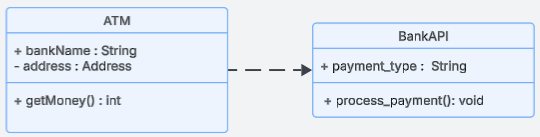 ATM
+ bankName : String
- address : Address
+ getMoney() : int
BankAPI
+ payment_type : String
+ process_payment(): void